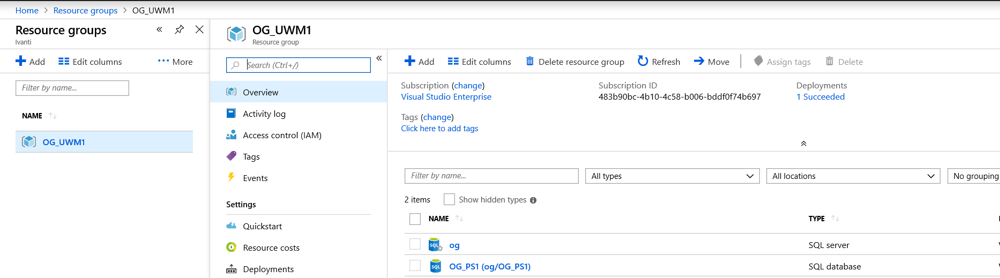 Home > Resource groups > OG_UWM1
Resource groups
Ivanti
Add Edit columns More
Filter by name...
NAME
OG_UWM1
OG_UWM1
Resource group
Search (Ctrl+/)
Overview
Activity log
Access control (IAM)
Tags
Events
Settings
Quickstart
Resource costs
Deployments
Add Edit columns Delete resource group Refresh Move Assign tags Delete
Subscription (change)
Visual Studio Enterprise
Subscription ID
483b90bc-4b10-4c58-b006-bddf0f74b697
Deployments
1 Succeeded
Tags (change)
Click here to add tags
Filter by name... All types All locations No grouping
2 items Show hidden types
NAME TYPE
SQL og SQL server
SQL OG_PS1 (og/OG_PS1) SQL database